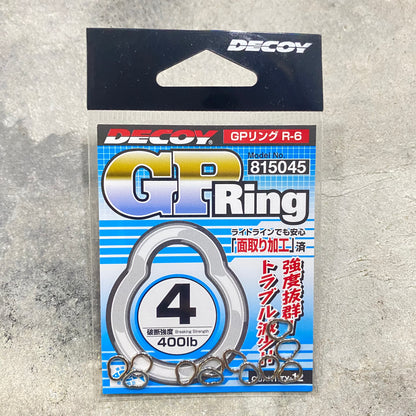 DECOY
DECOY GPリング R-6
Model No.
815045
GP Ring
ライトラインでも安心
「面取り加工」済
強度抜群
トラブル減少!!
4
破断強度 Breaking Strength
400lb